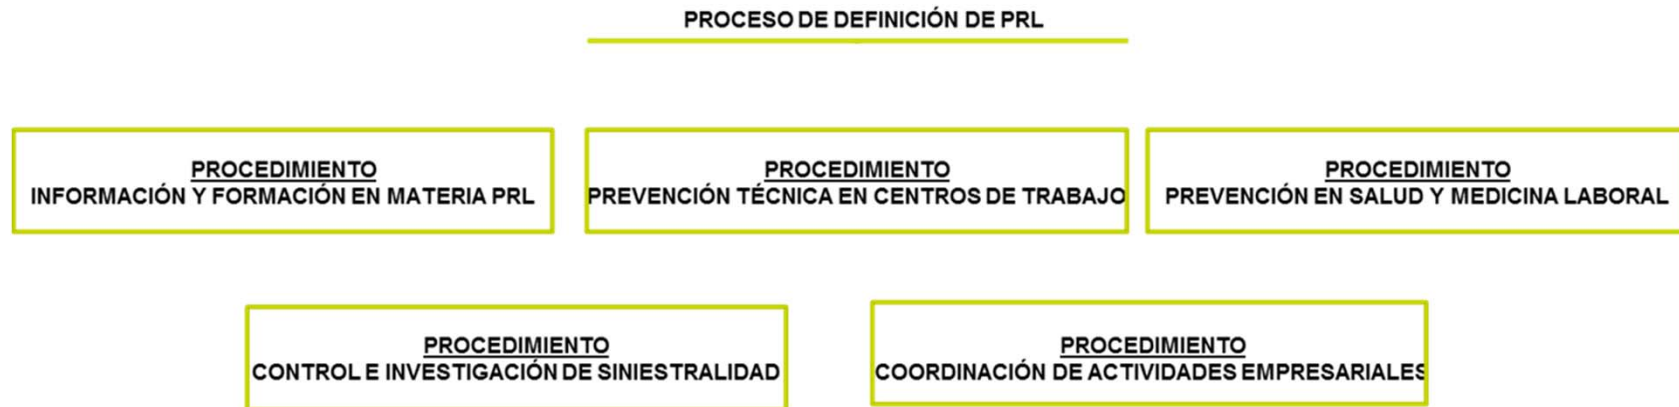 PROCESO DE DEFINICIÓN DE PRL
PROCEDIMIENTO
INFORMACIÓN Y FORMACIÓN EN MATERIA PRL
PROCEDIMIENTO
PREVENCIÓN TÉCNICA EN CENTROS DE TRABAJO
PROCEDIMIENTO
PREVENCIÓN EN SALUD Y MEDICINA LABORAL
PROCEDIMIENTO
CONTROL E INVESTIGACIÓN DE SINIESTRALIDAD
PROCEDIMIENTO
COORDINACIÓN DE ACTIVIDADES EMPRESARIALES